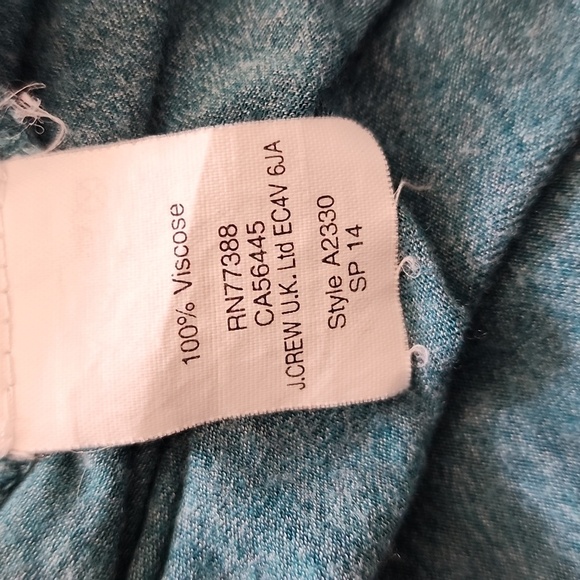 100% Viscose
RN77388
CA56445
J.CREW U.K. Ltd EC4V 6JA
Style A2330
SP 14